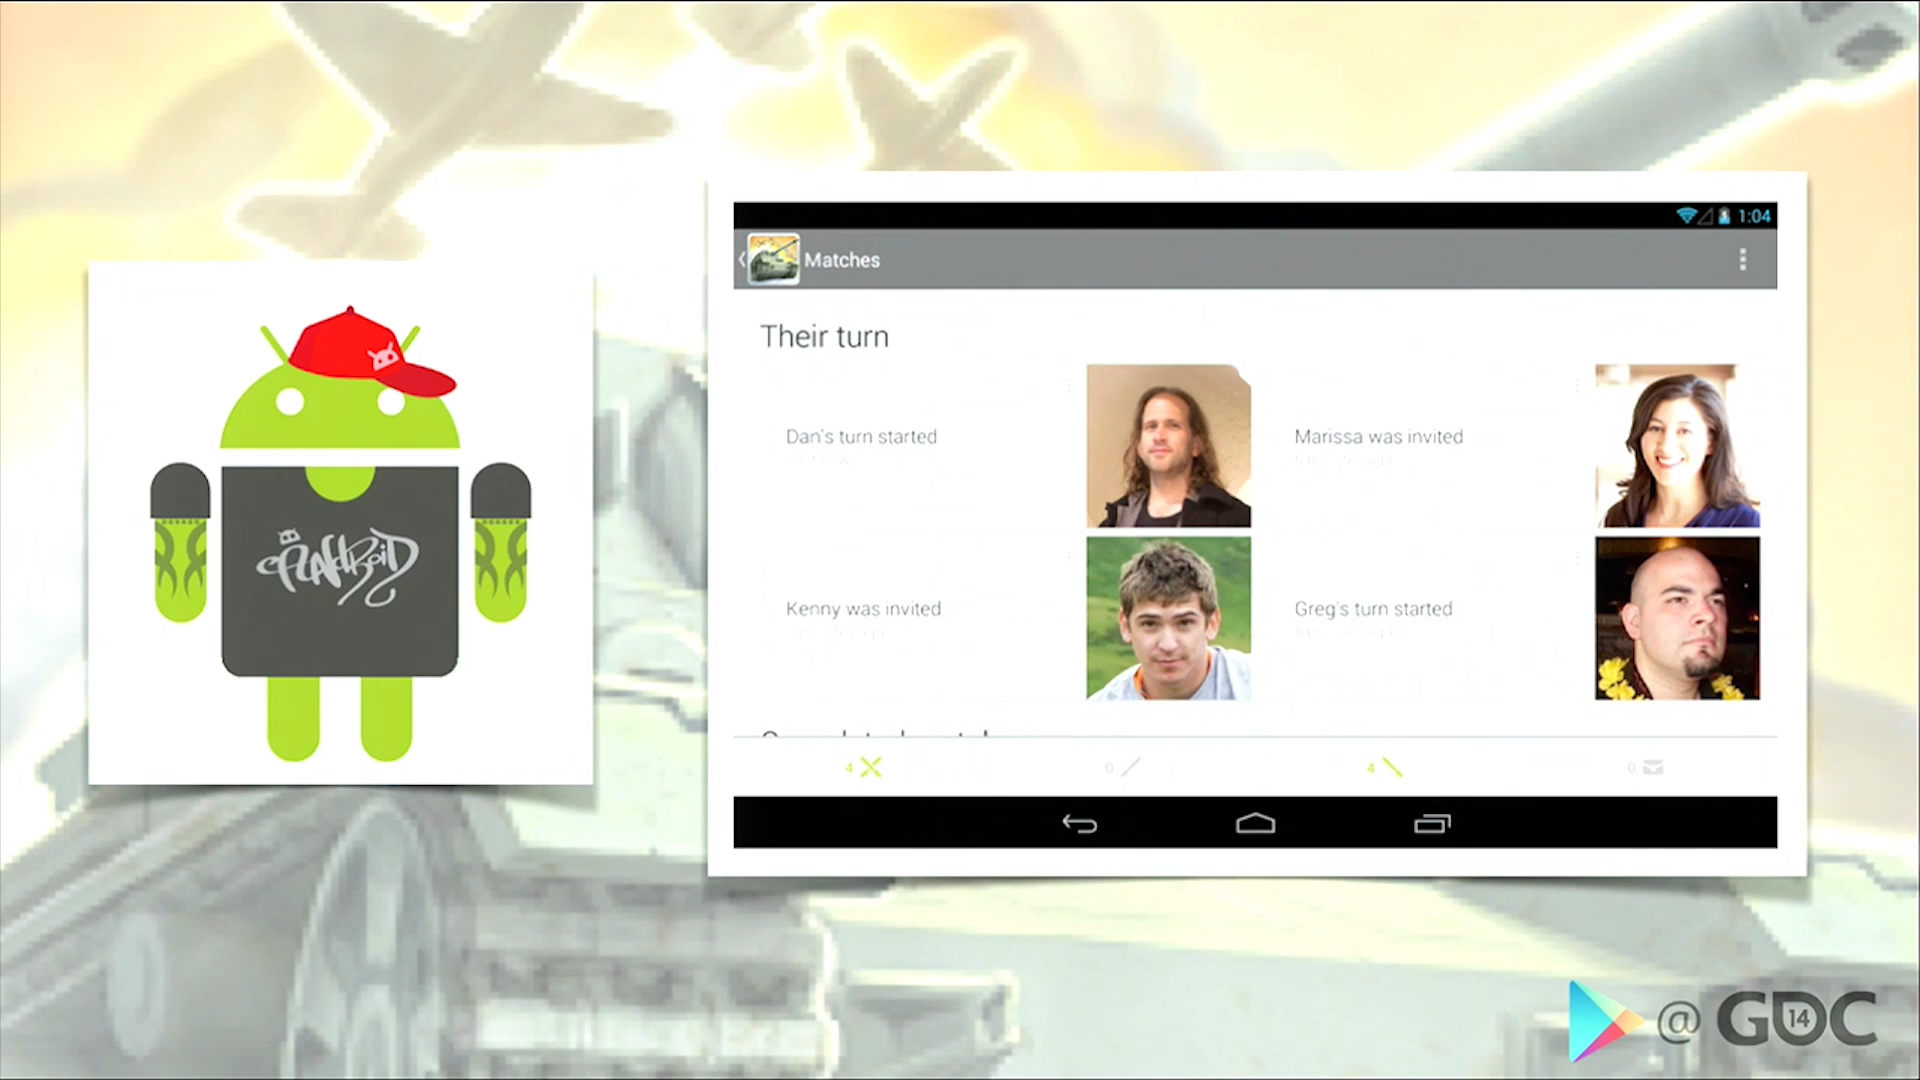 android
1:04
Matches
Their turn
Dan's turn started
Marissa was invited
Kenny was invited
Greg's turn started
4
0
4
0
@ GDC 14